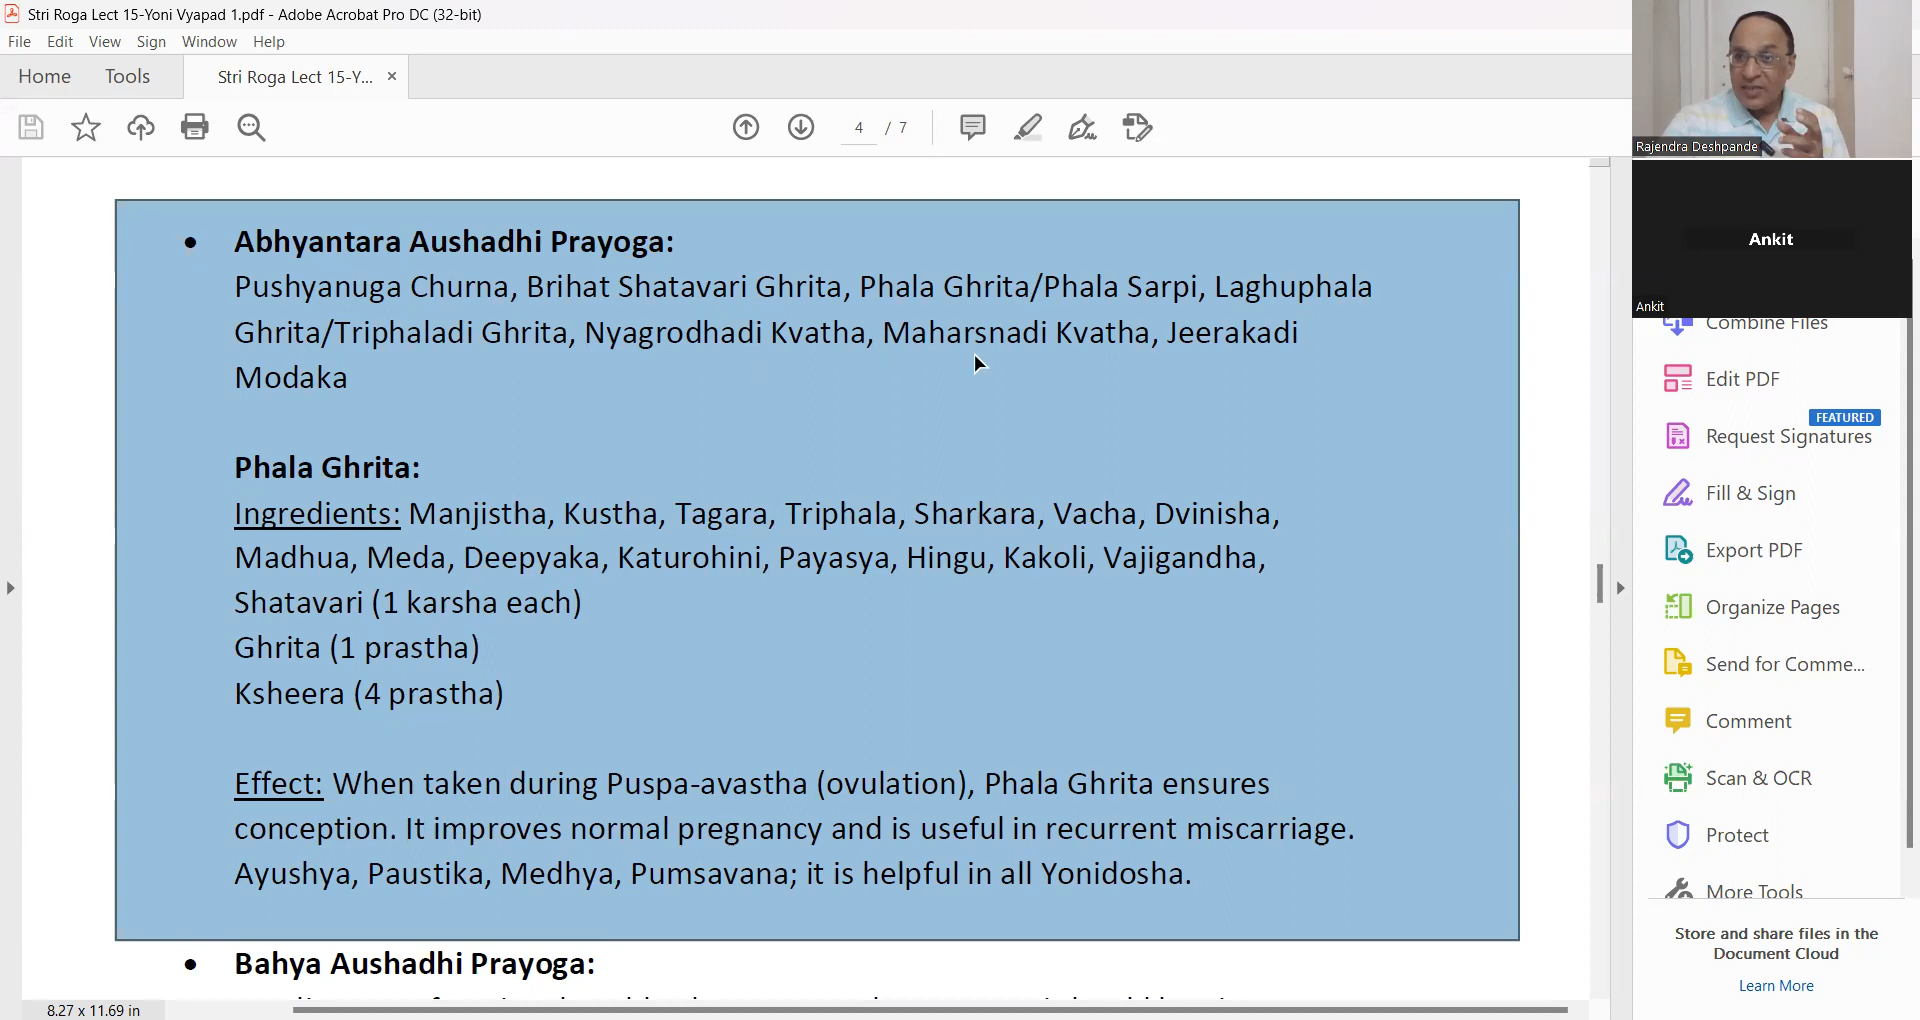 Stri Roga Lect 15-Yoni Vyapad 1.pdf - Adobe Acrobat Pro DC (32-bit)
File Edit View Sign Window Help
Home Tools Stri Roga Lect 15-Y... ×
4 / 7
Rajendra Deshpande
Ankit
Ankit
• Abhyantara Aushadhi Prayoga:
Pushyanuga Churna, Brihat Shatavari Ghrita, Phala Ghrita/Phala Sarpi, Laghuphala
Ghrita/Triphaladi Ghrita, Nyagrodhadi Kvatha, Maharsnadi Kvatha, Jeerakadi
Modaka
Phala Ghrita:
Ingredients: Manjistha, Kustha, Tagara, Triphala, Sharkara, Vacha, Dvinisha,
Madhua, Meda, Deepyaka, Katurohini, Payasya, Hingu, Kakoli, Vajigandha,
Shatavari (1 karsha each)
Ghrita (1 prastha)
Ksheera (4 prastha)
Effect: When taken during Puspa-avastha (ovulation), Phala Ghrita ensures
conception. It improves normal pregnancy and is useful in recurrent miscarriage.
Ayushya, Paustika, Medhya, Pumsavana; it is helpful in all Yonidosha.
• Bahya Aushadhi Prayoga:
8.27 x 11.69 in
Combine Files
Edit PDF
FEATURED
Request Signatures
Fill & Sign
Export PDF
Organize Pages
Send for Comme...
Comment
Scan & OCR
Protect
More Tools
Store and share files in the
Document Cloud
Learn More